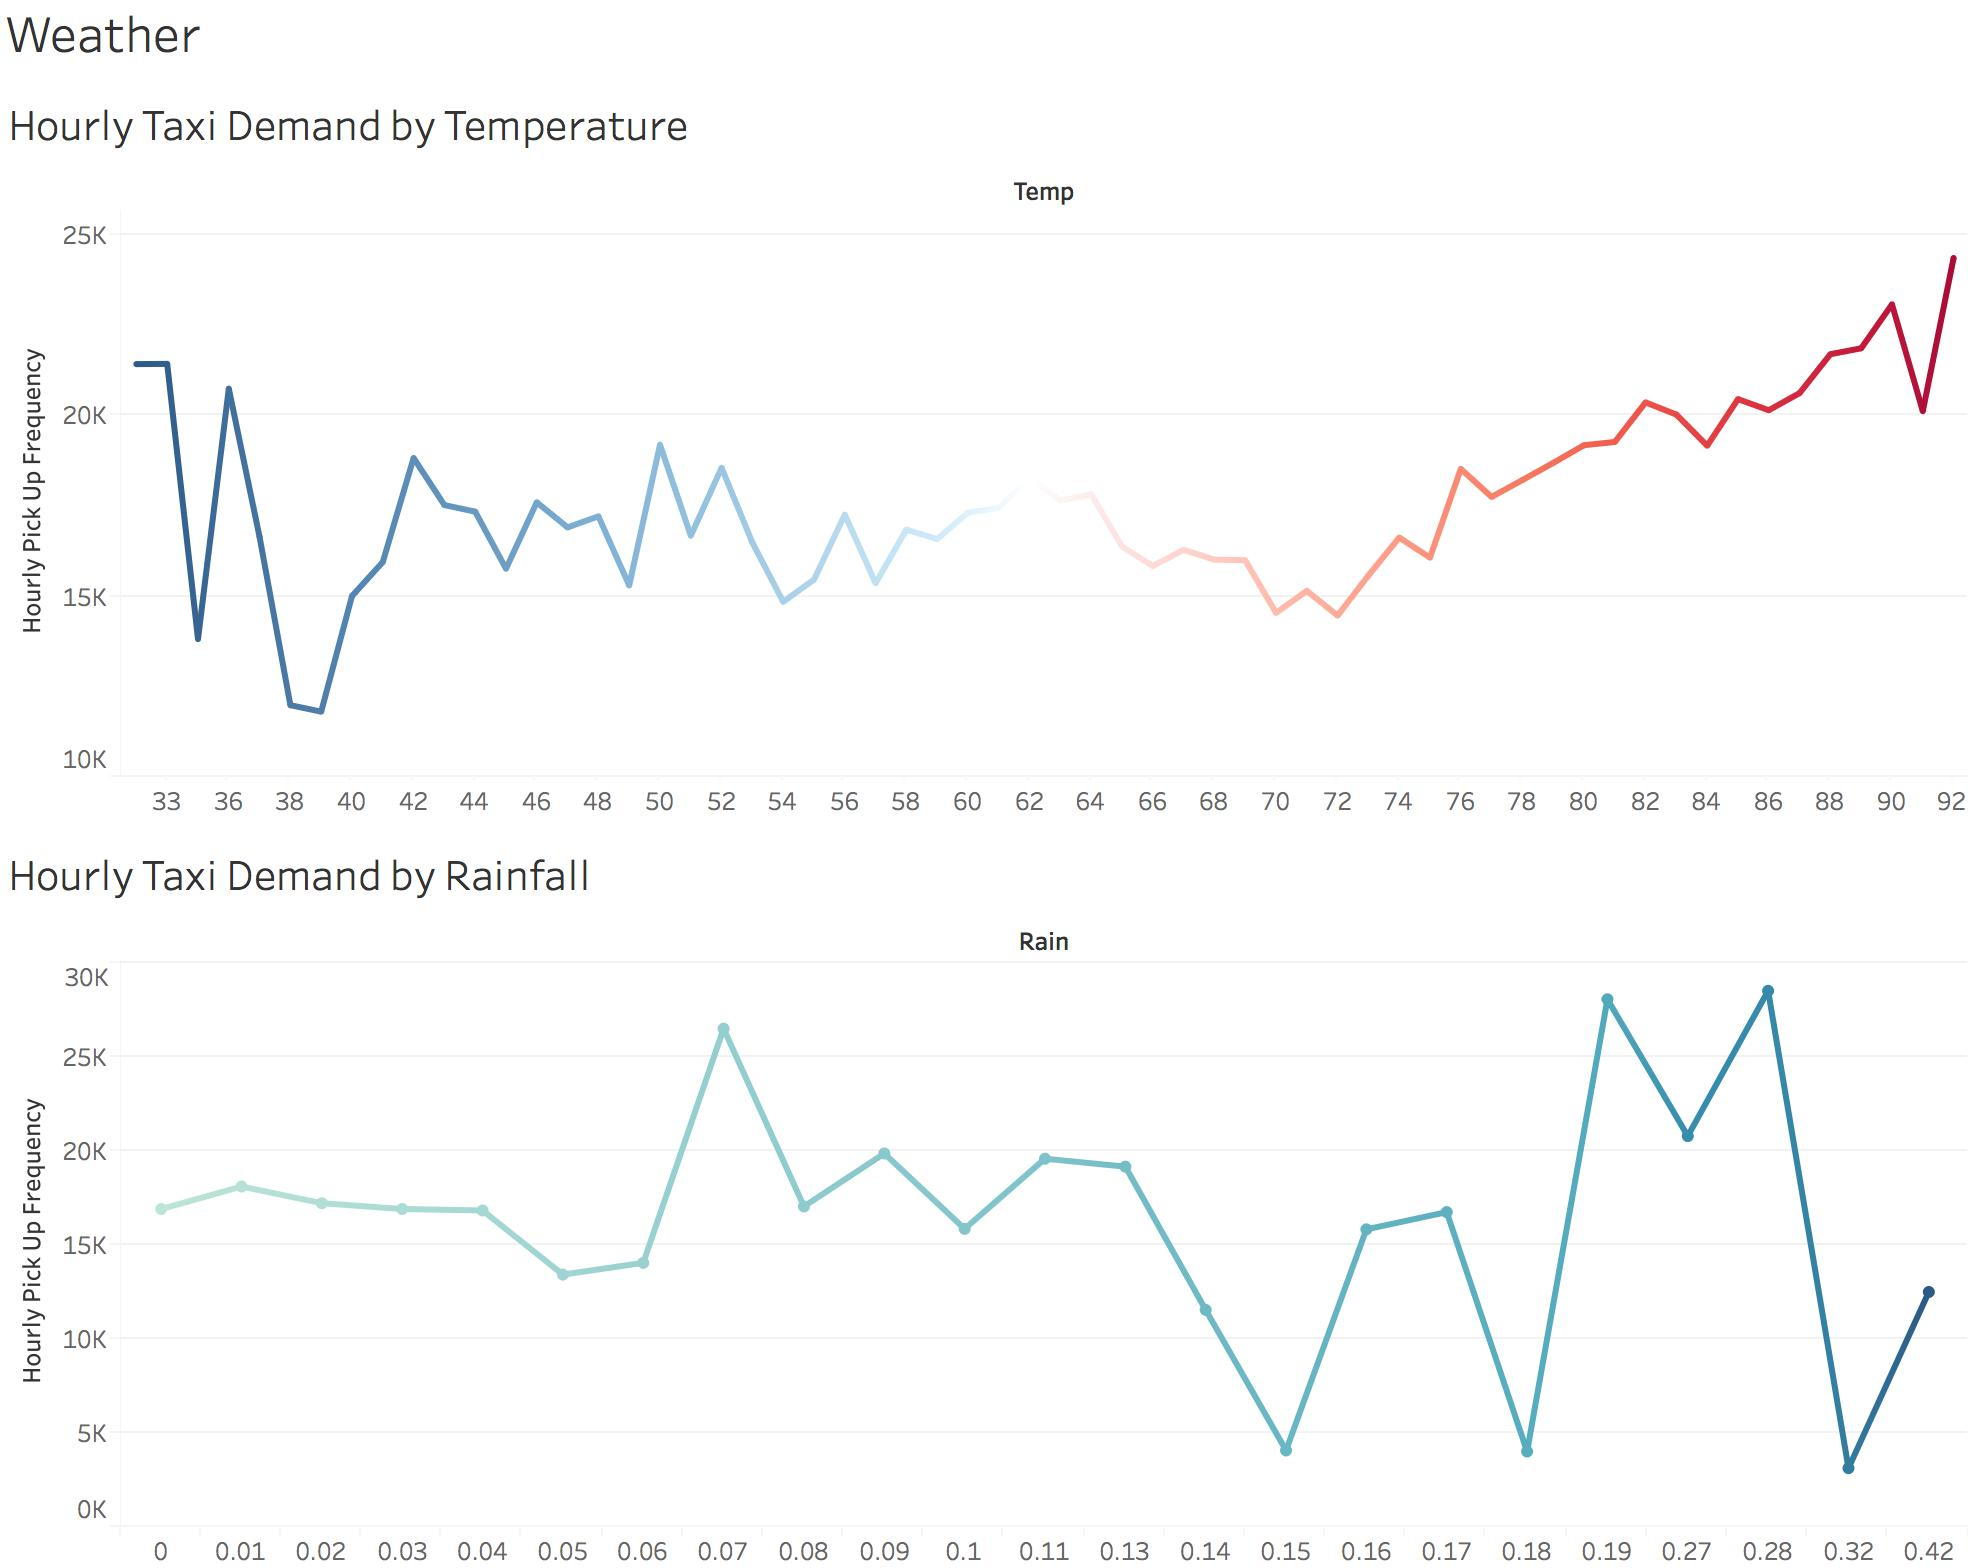 Weather
Hourly Taxi Demand by Temperature
Temp
Hourly Pick Up Frequency
25K
20K
15K
10K
33 36 38 40 42 44 46 48 50 52 54 56 58 60 62 64 66 68 70 72 74 76 78 80 82 84 86 88 90 92
Hourly Taxi Demand by Rainfall
Rain
Hourly Pick Up Frequency
30K
25K
20K
15K
10K
5K
0K
0 0.01 0.02 0.03 0.04 0.05 0.06 0.07 0.08 0.09 0.1 0.11 0.13 0.14 0.15 0.16 0.17 0.18 0.19 0.27 0.28 0.32 0.42